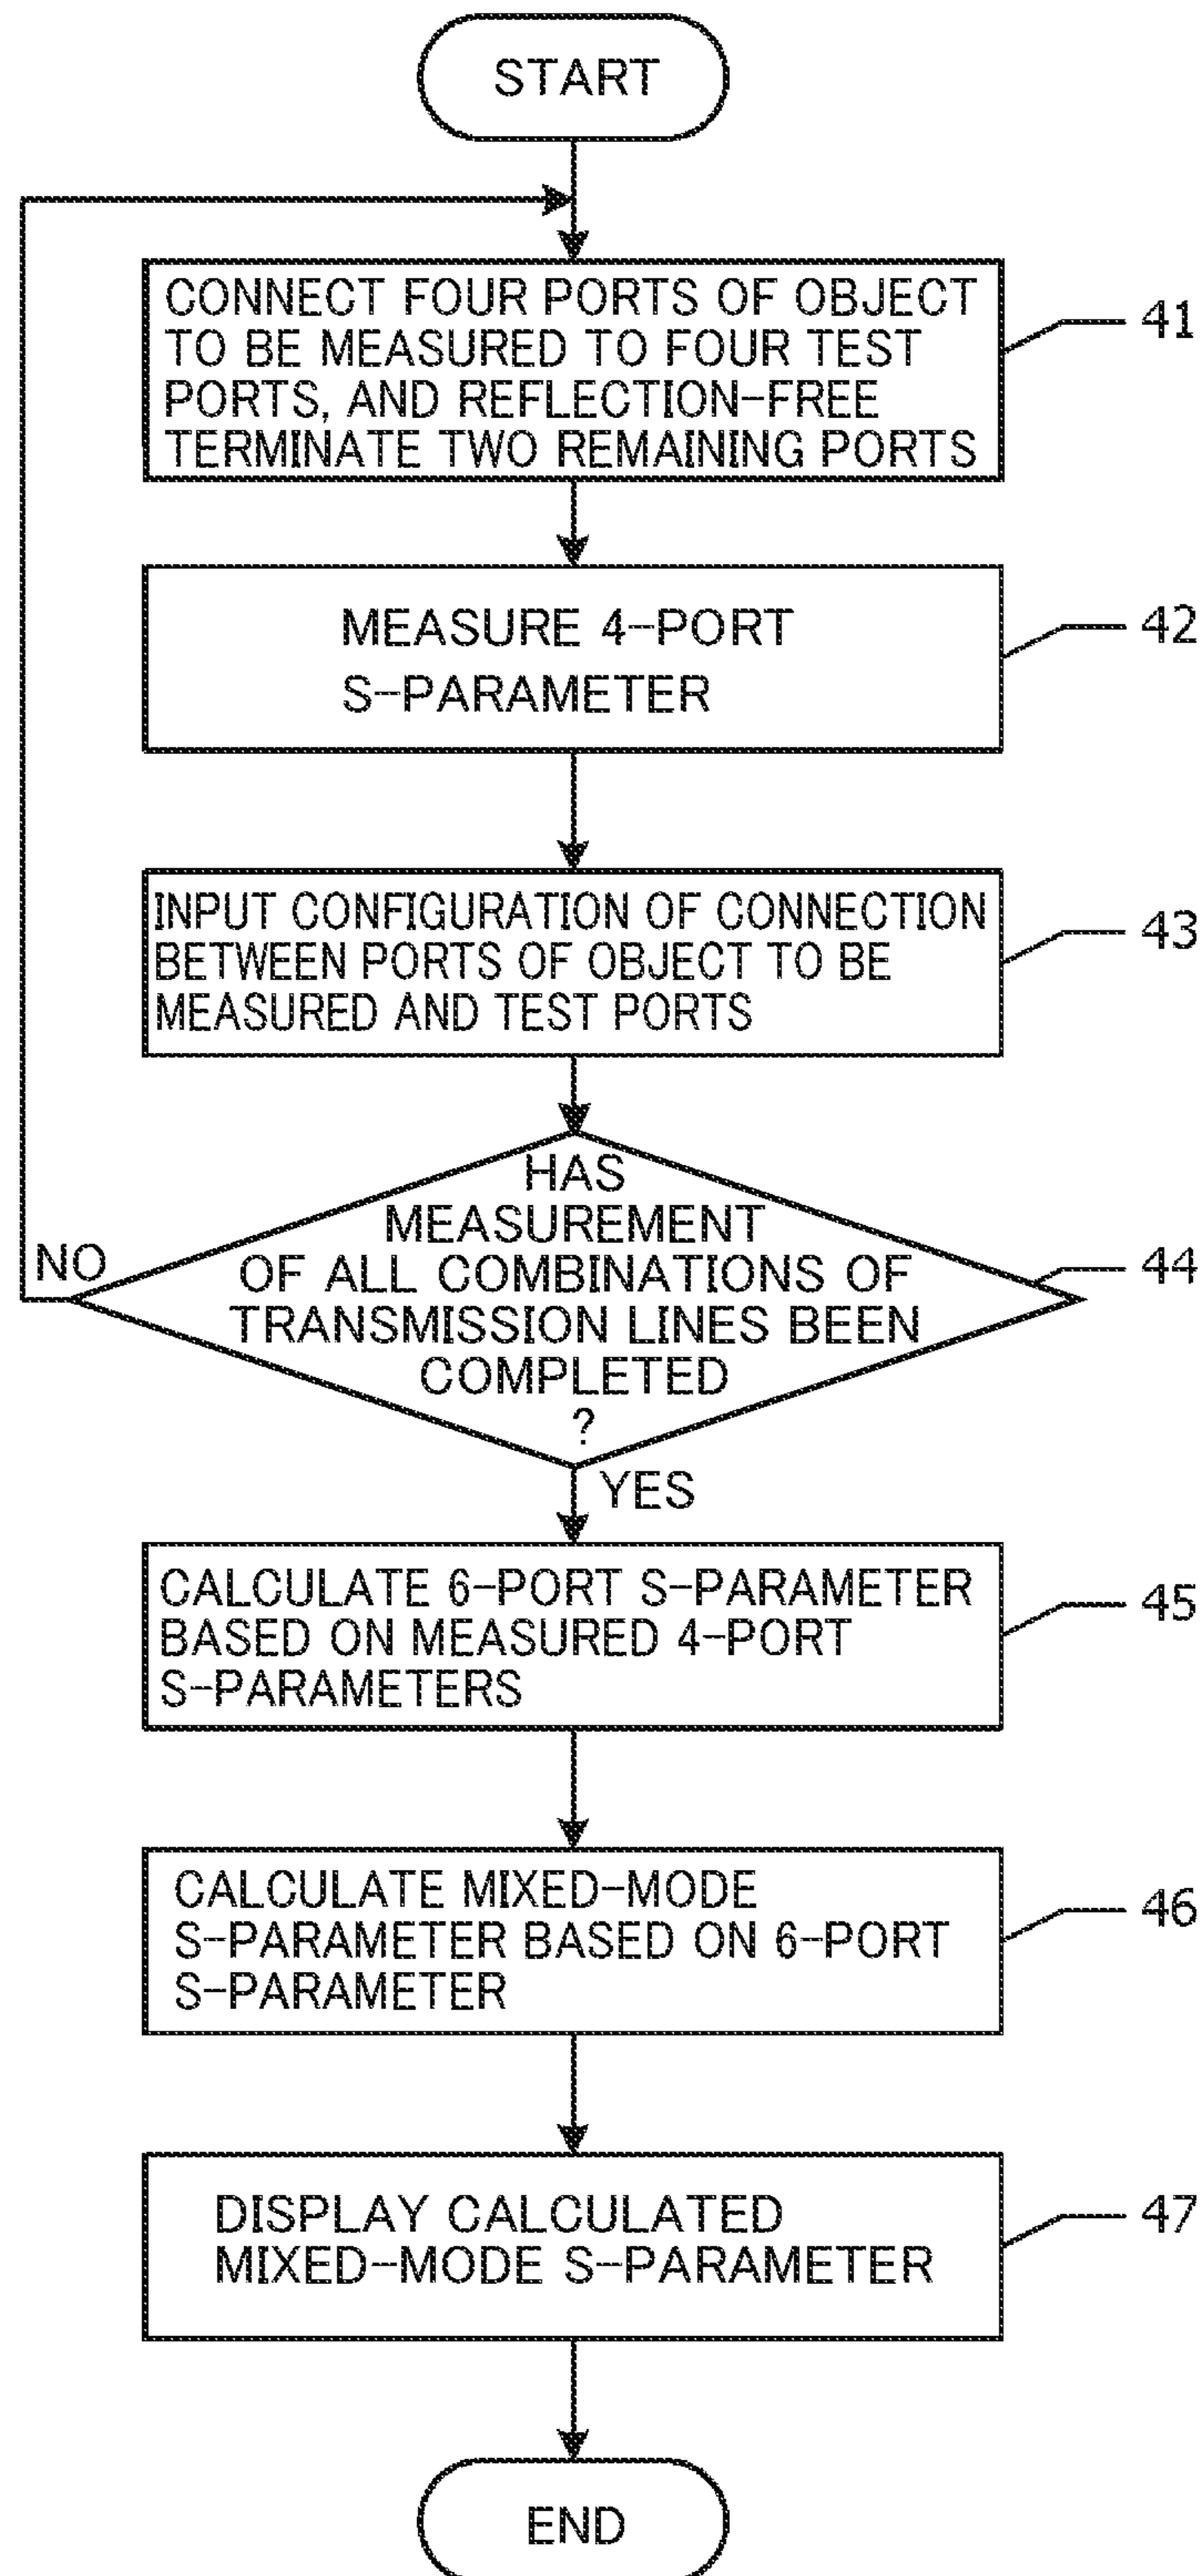 START
CONNECT FOUR PORTS OF OBJECT
TO BE MEASURED TO FOUR TEST
PORTS, AND REFLECTION-FREE
TERMINATE TWO REMAINING PORTS
41
MEASURE 4-PORT
S-PARAMETER
42
INPUT CONFIGURATION OF CONNECTION
BETWEEN PORTS OF OBJECT TO BE
MEASURED AND TEST PORTS
43
HAS
MEASUREMENT
OF ALL COMBINATIONS OF
TRANSMISSION LINES BEEN
COMPLETED
?
44
NO
YES
CALCULATE 6-PORT S-PARAMETER
BASED ON MEASURED 4-PORT
S-PARAMETERS
45
CALCULATE MIXED-MODE
S-PARAMETER BASED ON 6-PORT
S-PARAMETER
46
DISPLAY CALCULATED
MIXED-MODE S-PARAMETER
47
END